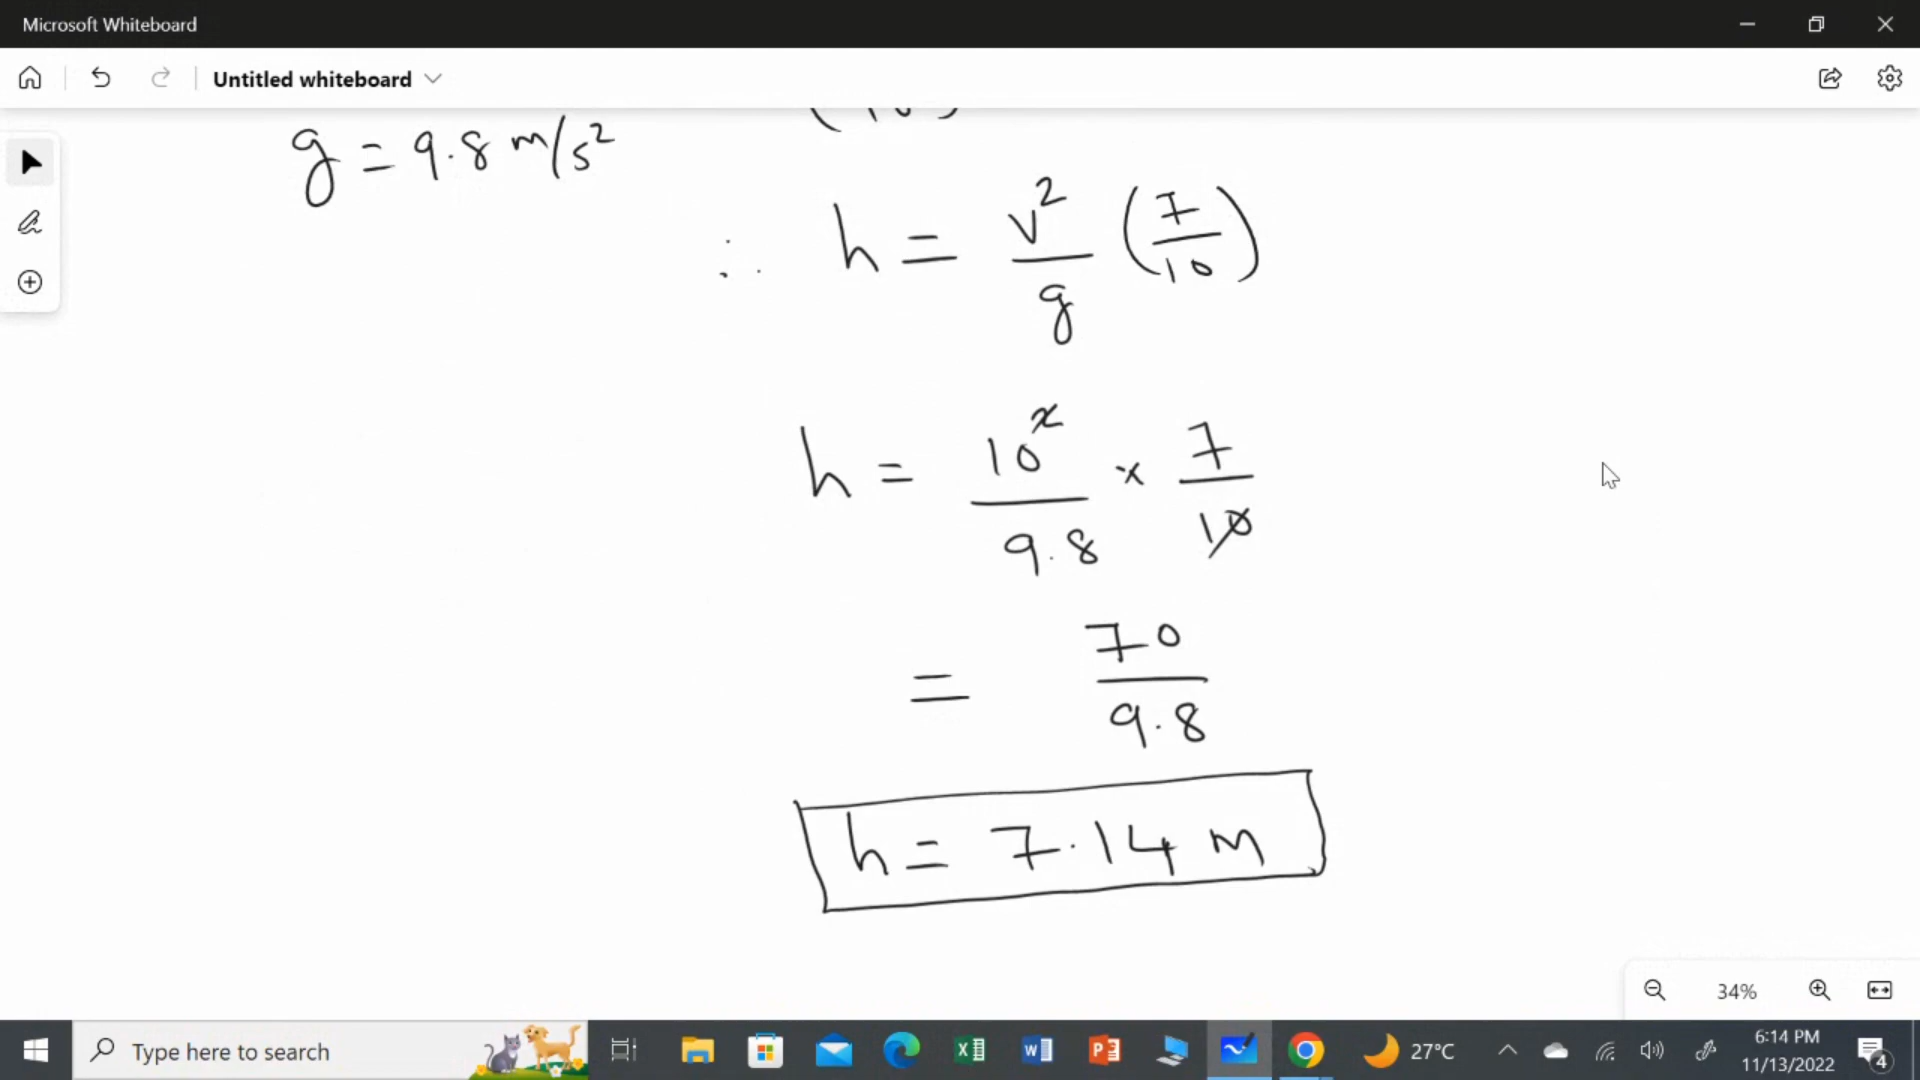 Microsoft Whiteboard
Untitled whiteboard
g = 9.8 m/s²
∴ h = v²/g (7/10)
h = 10²/9.8 × 7/10
= 70/9.8
h = 7.14 m
34%
Type here to search
27°C
6:14 PM
11/13/2022
4